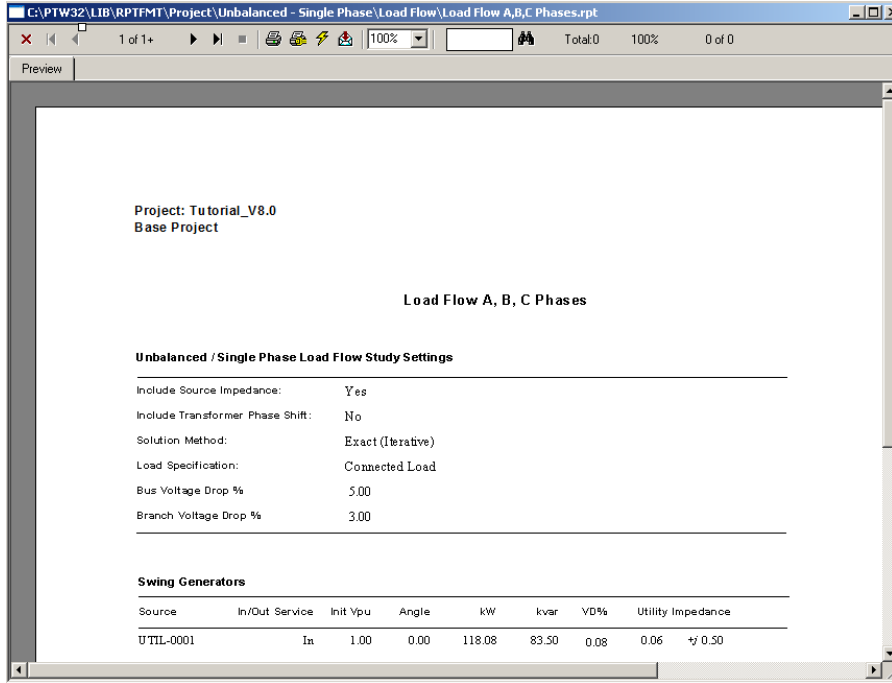 C:\PTW32\LIB\RPTFMT\Project\Unbalanced - Single Phase\Load Flow\Load Flow A,B,C Phases.rpt
1 of 1+ 100% Total:0 100% 0 of 0
Preview
Project: Tutorial_V8.0
Base Project
Load Flow A, B, C Phases
Unbalanced / Single Phase Load Flow Study Settings
Include Source Impedance: Yes
Include Transformer Phase Shift: No
Solution Method: Exact (Iterative)
Load Specification: Connected Load
Bus Voltage Drop % 5.00
Branch Voltage Drop % 3.00
Swing Generators
Source In/Out Service Init Vpu Angle kW kvar VD% Utility Impedance
UTIL-0001 In 1.00 0.00 118.08 83.50 0.08 0.06 +j 0.50